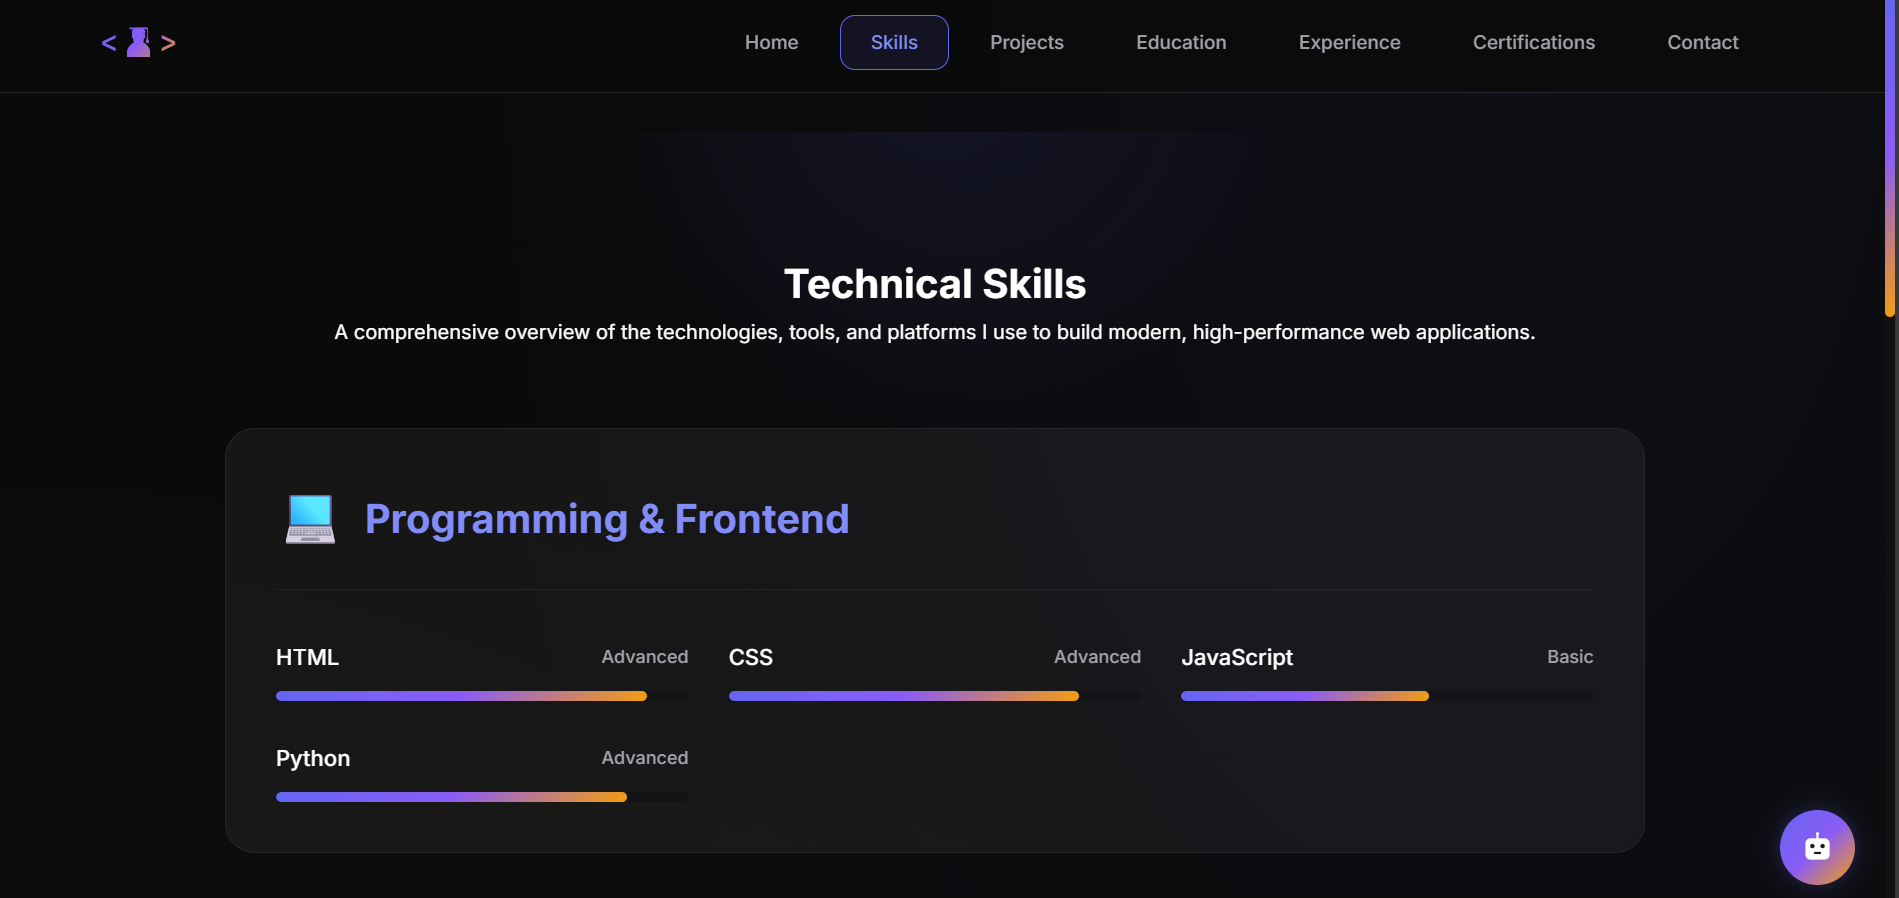 < >
Home Skills Projects Education Experience Certifications Contact
Technical Skills
A comprehensive overview of the technologies, tools, and platforms I use to build modern, high-performance web applications.
Programming & Frontend
HTML Advanced CSS Advanced JavaScript Basic
Python Advanced